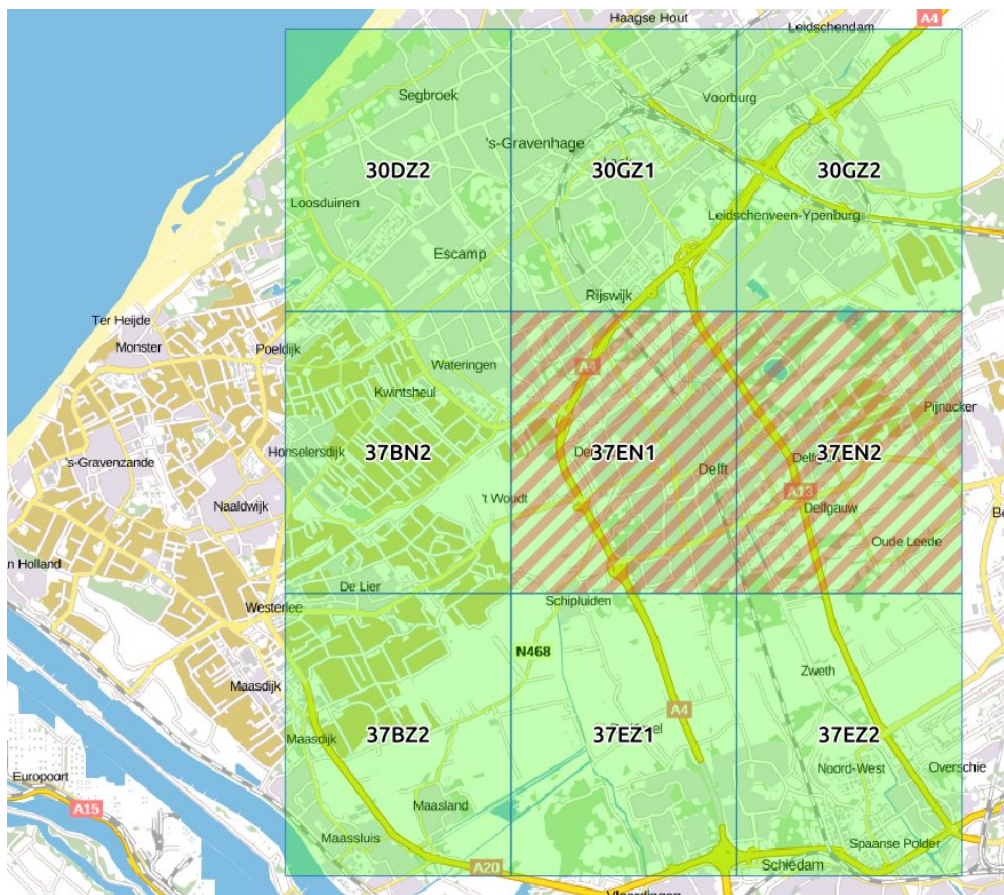 Haagse Hout
A4
Leidschendam
Segbroek
Voorburg
's-Gravenhage
30DZ2
30GZ1
30GZ2
Loosduinen
Leidschenveen-Ypenburg
Escamp
Rijswijk
Ter Heijde
Monster
Poeldijk
Wateringen
A4
Kwintsheul
Pijnacker
Honselersdijk
37BN2
37EN1
37EN2
's-Gravenzande
Delft
A13
Naaldwijk
't Woudt
Delfgauw
Oude Leede
De Lier
Schipluiden
Westerlee
N468
Zweth
Maasdijk
A4
Maasdijk
37BZ2
37EZ1
37EZ2
Europoort
Noord-West
Overschie
A15
Maasland
Maassluis
Spaanse Polder
A20
Schiedam